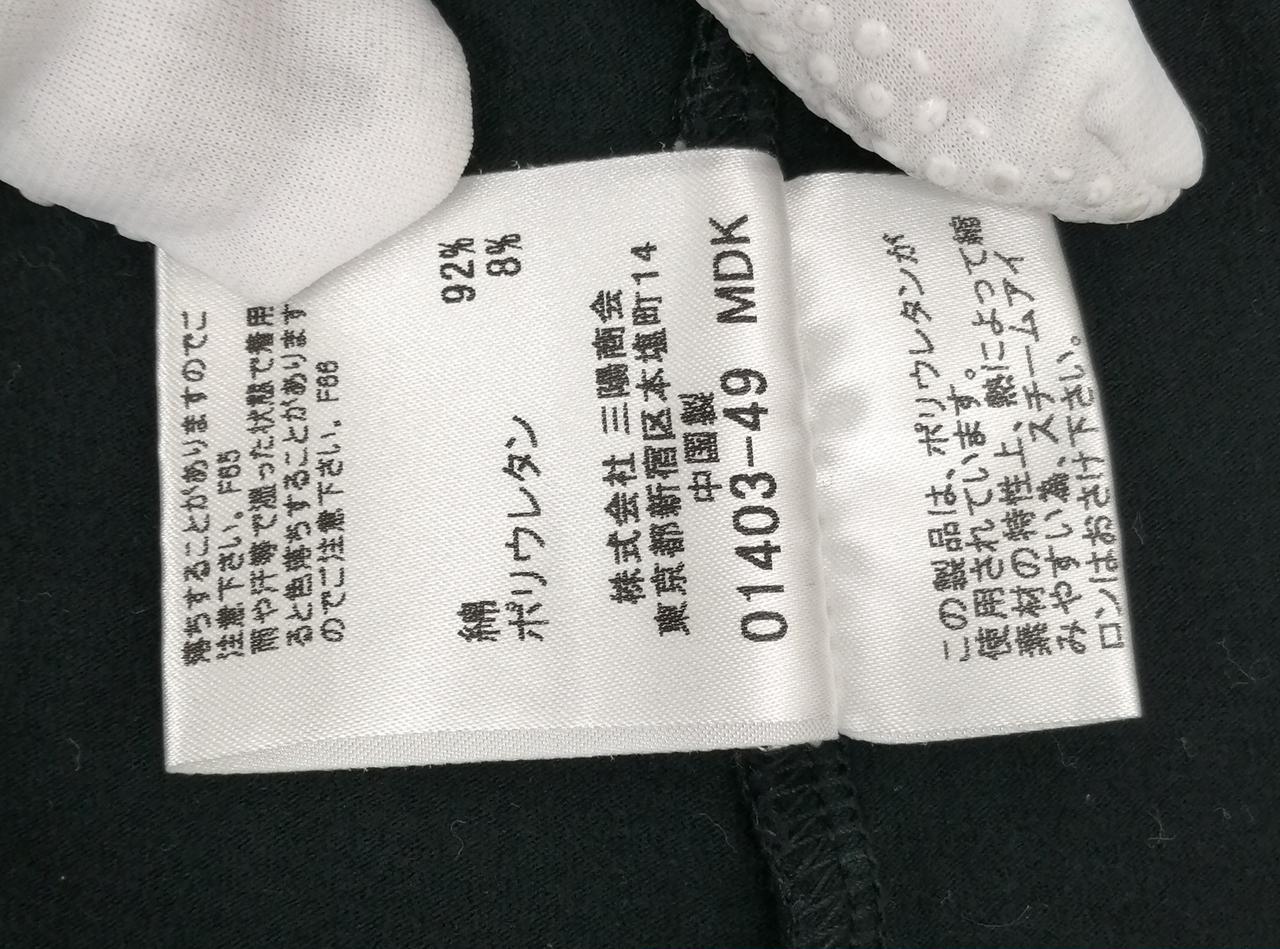 落ちすることがありますのでご
注意下さい。F65
雨や汗等で湿った状態で着用
ると色落ちすることがあります
のでご注意下さい。F66
綿 92%
ポリウレタン 8%
株式会社 三陽商会
東京都新宿区本塩町14
中国製
01403-49 MDK
この製品は、ポリウレタンが
使用されています。
素材の特性上、熱によって縮
みやすい為、スチームアイ
ロンはおさけ下さい。